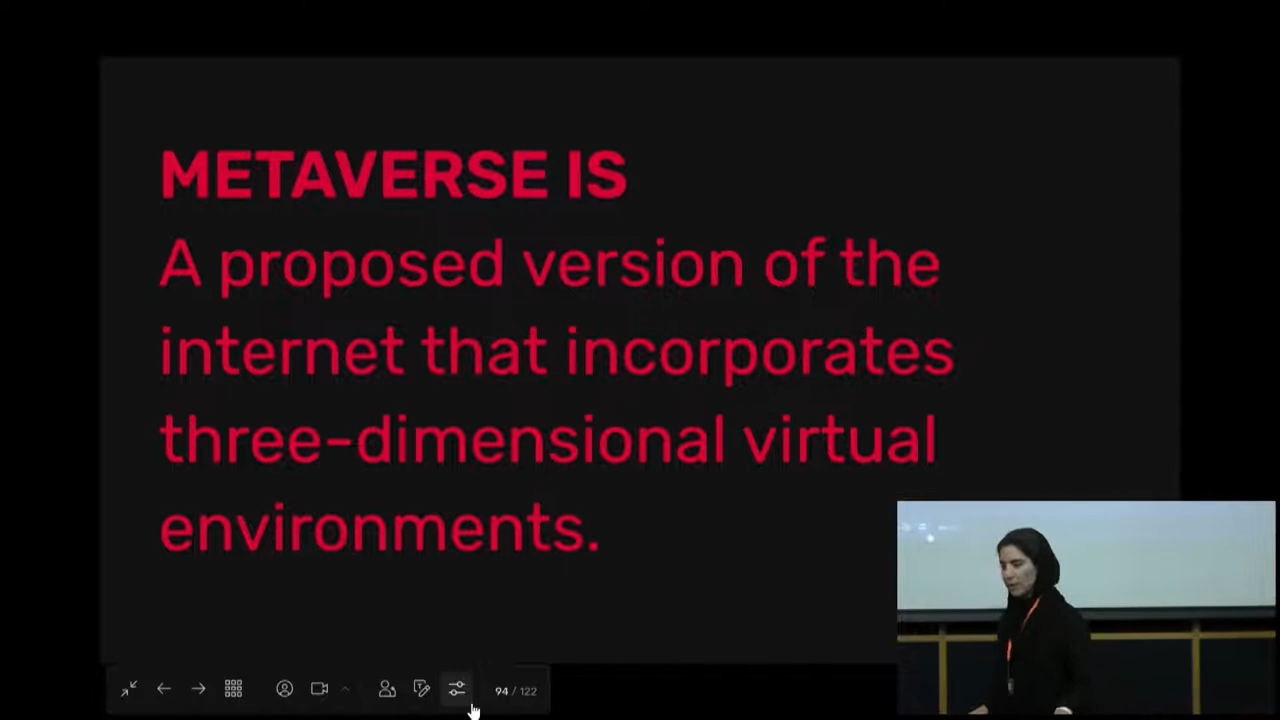 METAVERSE IS
A proposed version of the
internet that incorporates
three-dimensional virtual
environments.
94 / 122